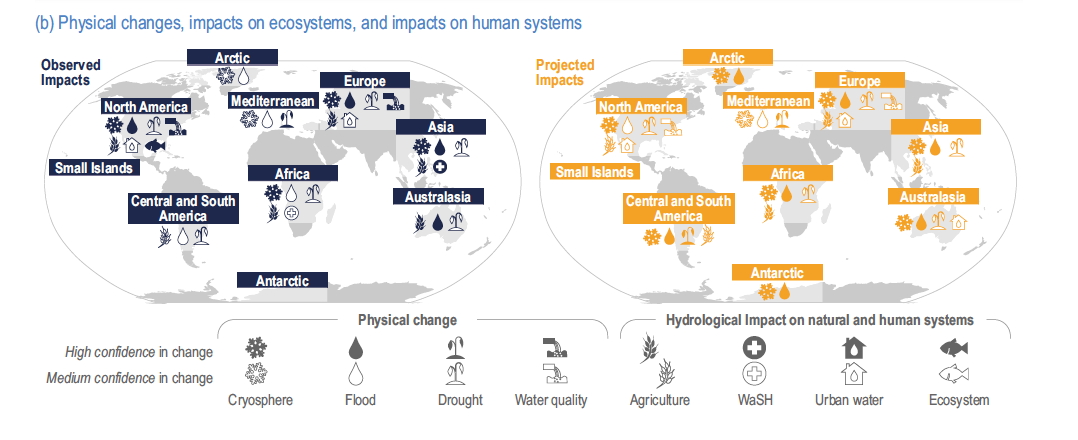 (b) Physical changes, impacts on ecosystems, and impacts on human systems
Observed
Impacts
Arctic
Europe
North America
Mediterranean
Asia
Small Islands
Africa
Central and South
America
Australasia
Antarctic
Projected
Impacts
Arctic
Europe
North America
Mediterranean
Asia
Small Islands
Africa
Central and South
America
Australasia
Antarctic
Physical change
Hydrological Impact on natural and human systems
High confidence in change
Medium confidence in change
Cryosphere
Flood
Drought
Water quality
Agriculture
WaSH
Urban water
Ecosystem